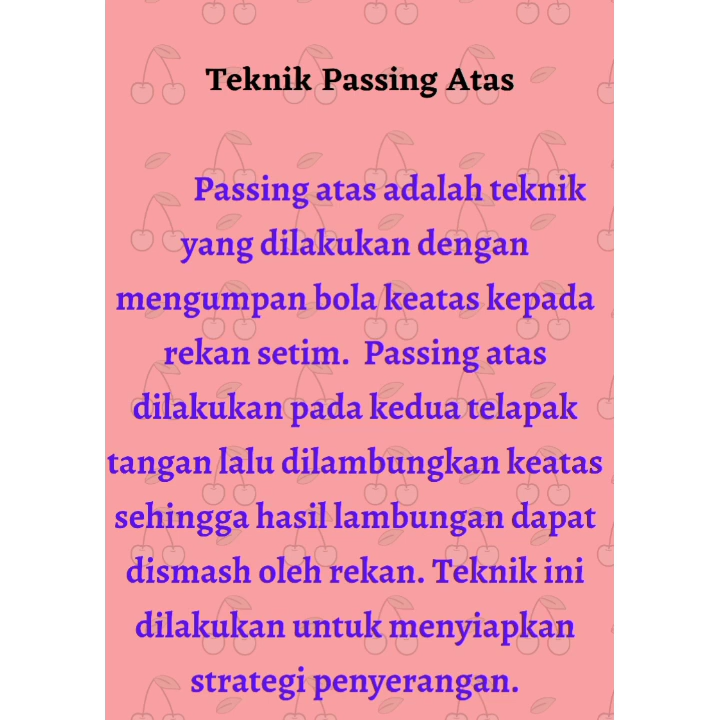 Teknik Passing Atas
Passing atas adalah teknik
yang dilakukan dengan
mengumpan bola keatas kepada
rekan setim.  Passing atas
dilakukan pada kedua telapak
tangan lalu dilambungkan keatas
sehingga hasil lambungan dapat
dismash oleh rekan. Teknik ini
dilakukan untuk menyiapkan
strategi penyerangan.